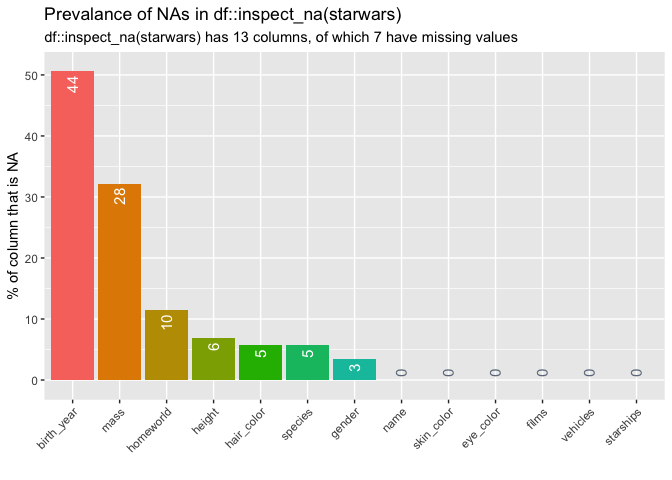 Prevalance of NAs in df::inspect_na(starwars)
df::inspect_na(starwars) has 13 columns, of which 7 have missing values
% of column that is NA
50
40
30
20
10
0
44
28
10
6
5
5
3
0
0
0
0
0
0
birth_year
mass
homeworld
height
hair_color
species
gender
name
skin_color
eye_color
films
vehicles
starships